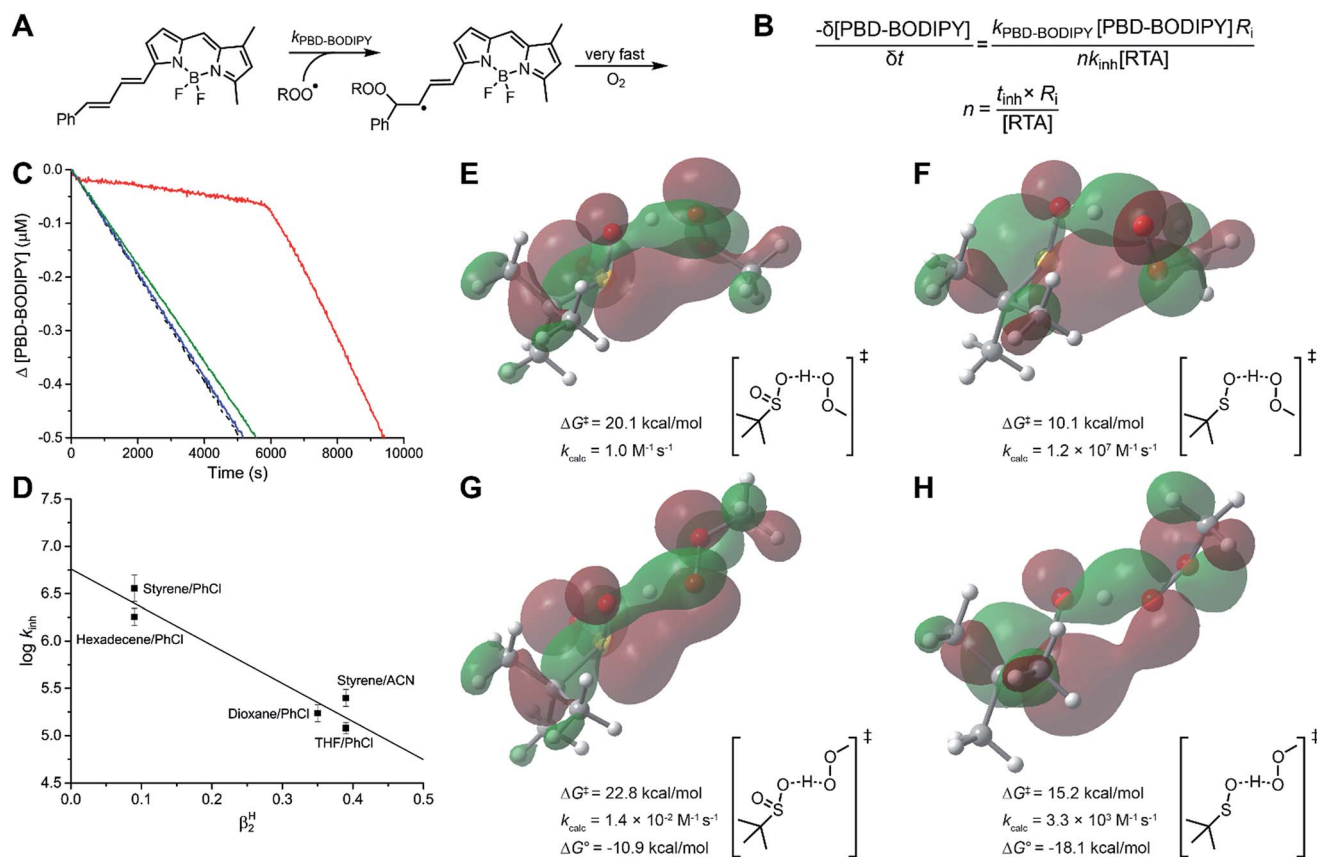 A
k_PBD-BODIPY
ROO•
very fast
O₂
Ph
N
N
B
F
F
ROO
Ph
•
N
N
B
F
F
B
-δ[PBD-BODIPY]
δt
=
k_PBD-BODIPY [PBD-BODIPY] R_i
n k_inh [RTA]
n =
t_inh × R_i
[RTA]
C
Δ [PBD-BODIPY] (μM)
0.0
-0.1
-0.2
-0.3
-0.4
-0.5
0 2000 4000 6000 8000 10000
Time (s)
D
log k_inh
7.5
7.0
6.5
6.0
5.5
5.0
4.5
Styrene/PhCl
Hexadecene/PhCl
Styrene/ACN
Dioxane/PhCl
THF/PhCl
0.0 0.1 0.2 0.3 0.4 0.5
β₂ᴴ
E
ΔG‡ = 20.1 kcal/mol
k_calc = 1.0 M⁻¹ s⁻¹
O
S
O--H--O
O
‡
F
ΔG‡ = 10.1 kcal/mol
k_calc = 1.2 × 10⁷ M⁻¹ s⁻¹
S
O--H--O
O
‡
G
ΔG‡ = 22.8 kcal/mol
k_calc = 1.4 × 10⁻² M⁻¹ s⁻¹
ΔG° = -10.9 kcal/mol
O
S
O--H--O
O
‡
H
ΔG‡ = 15.2 kcal/mol
k_calc = 3.3 × 10³ M⁻¹ s⁻¹
ΔG° = -18.1 kcal/mol
S
O--H--O
O
‡